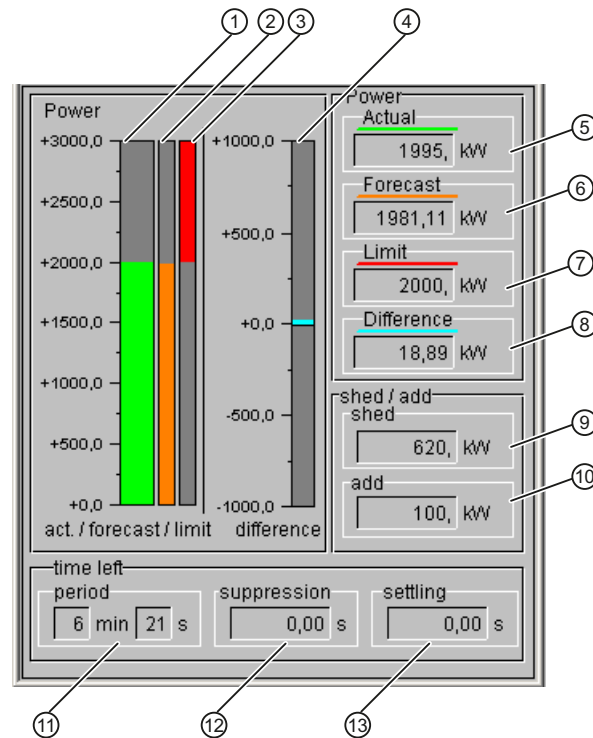 1 2 3 4
Power
+3000,0
+2500,0
+2000,0
+1500,0
+1000,0
+500,0
+0,0
act. / forecast / limit
+1000,0
+500,0
+0,0
-500,0
-1000,0
difference
Power
Actual
1995, kW
5
Forecast
1981,11 kW
6
Limit
2000, kW
7
Difference
18,89 kW
8
shed / add
shed
620, kW
9
add
100, kW
10
time left
period
6 min 21 s
suppression
0,00 s
settling
0,00 s
11 12 13